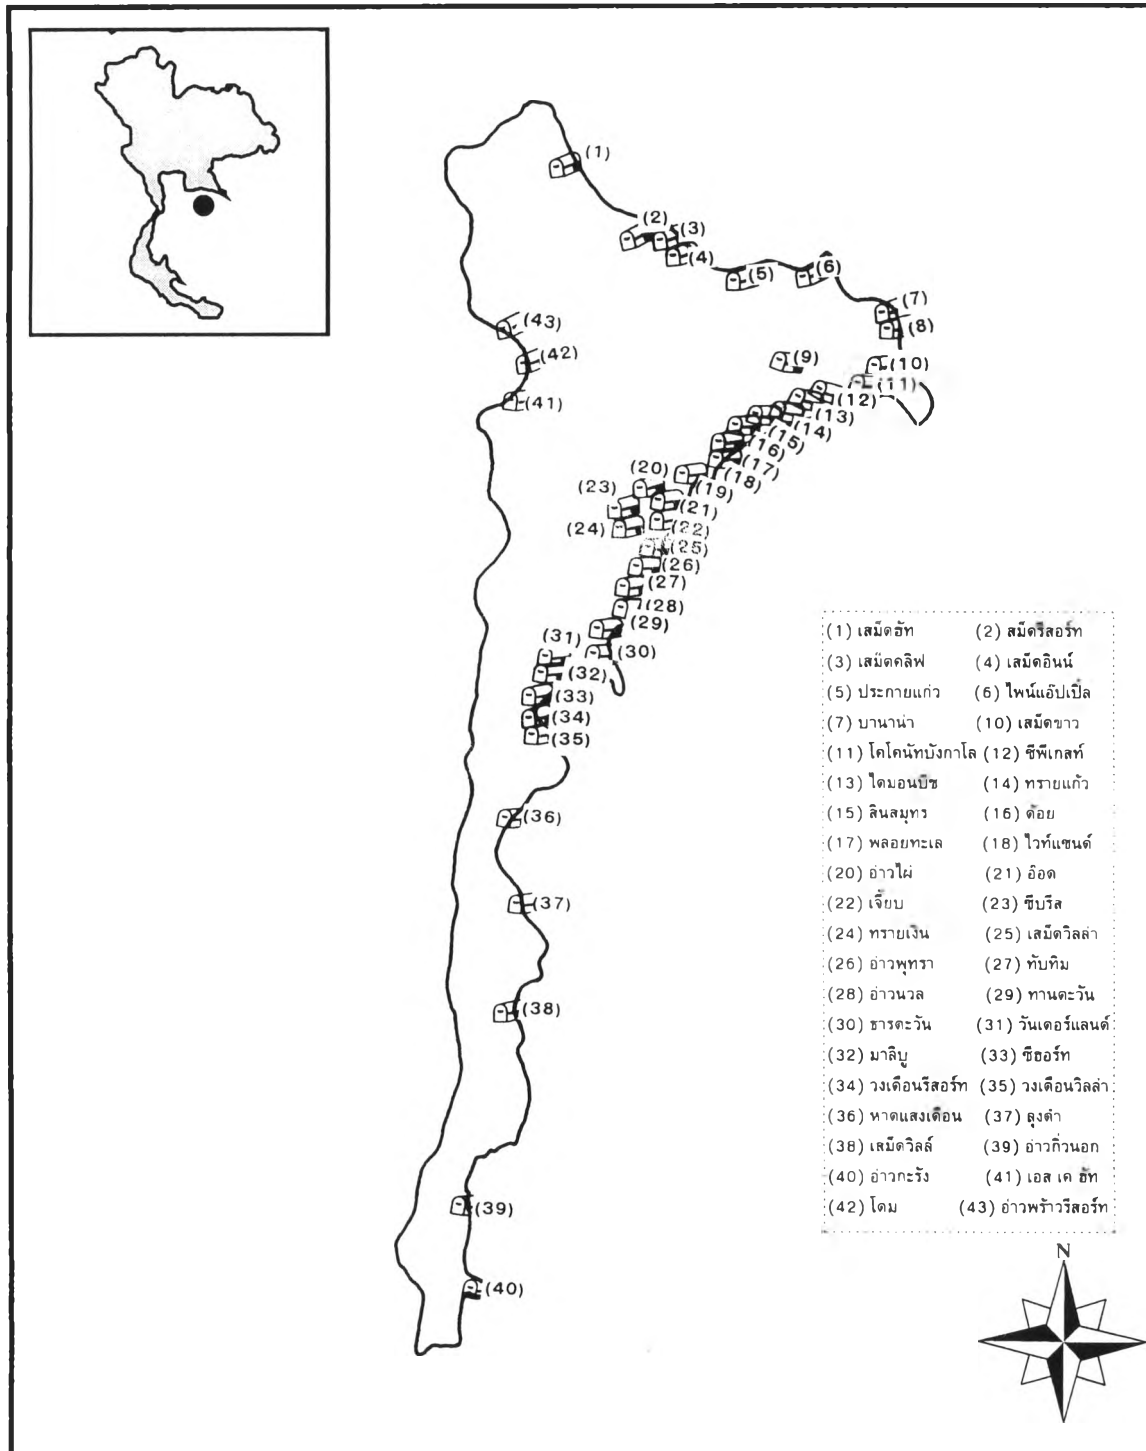 (1)
(2)
(3)
(4)
(5)
(6)
(7)
(8)
(9)
(10)
(11)
(12)
(13)
(14)
(15)
(16)
(17)
(18)
(19)
(20)
(21)
(22)
(23)
(24)
(25)
(26)
(27)
(28)
(29)
(30)
(31)
(32)
(33)
(34)
(35)
(36)
(37)
(38)
(39)
(40)
(41)
(42)
(43)
(1) เสม็ดฮัท (2) สม็ดรีสอร์ท
(3) เสม็ดคลิฟ (4) เสม็ดอินน์
(5) ประกายแก่ว (6) ไพน์แอ๊ปเปิ้ล
(7) บานาน่า (10) เสม็ดขาว
(11) โคโคนัทบังกาโล (12) ซีพีเกสท์
(13) ไดมอนบีช (14) ทรายแก้ว
(15) สินสมุทร (16) ต้อย
(17) พลอยทะเล (18) ไวท์แซนด์
(20) อ่าวไผ่ (21) อ๊อด
(22) เจี๊ยบ (23) ซีบรีส
(24) ทรายเงิน (25) เสม็ดวิลล่า
(26) อ่าวพุทรา (27) ทับทิม
(28) อ่าวนวล (29) ทานตะวัน
(30) ธารตะวัน (31) วันเดอร์แลนด์
(32) มาลิบู (33) ซีฮอร์ท
(34) วงเดือนรีสอร์ท (35) วงเดือนวิลล่า
(36) หาดแสงเดือน (37) ลุงดำ
(38) เสม็ดวิลล์ (39) อ่าวกิ่วนอก
(40) อ่าวกะรัง (41) เอส เค ฮัท
(42) โดม (43) อ่าวพร้าวรีสอร์ท
N